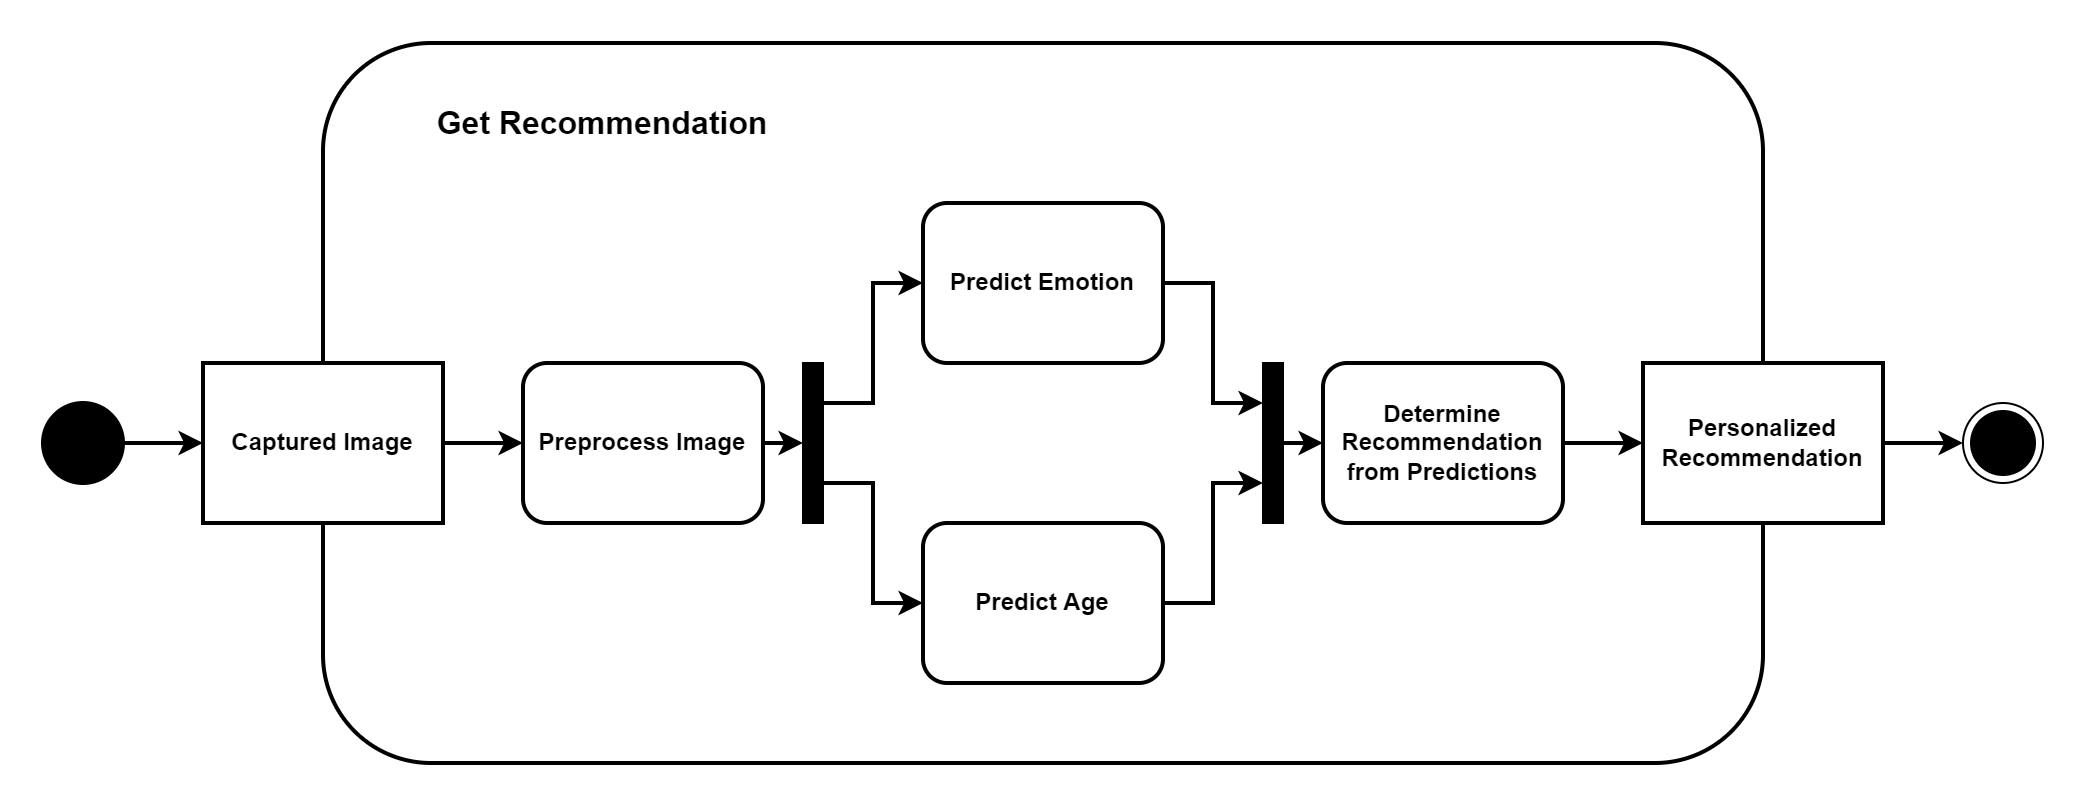 Get Recommendation
Predict Emotion
Captured Image
Preprocess Image
Determine
Recommendation
from Predictions
Personalized
Recommendation
Predict Age